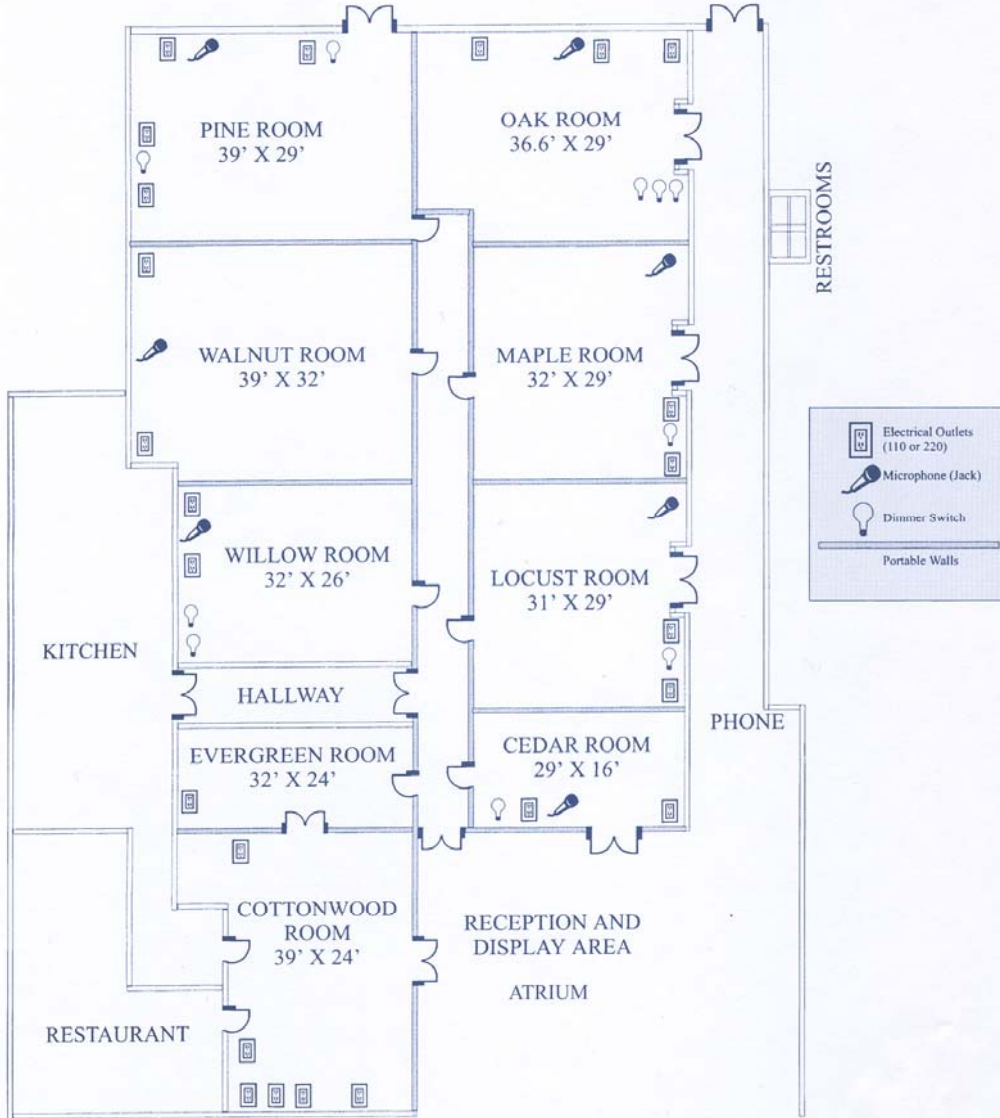 PINE ROOM
39’ X 29’
OAK ROOM
36.6’ X 29’
RESTROOMS
WALNUT ROOM
39’ X 32’
MAPLE ROOM
32’ X 29’
Electrical Outlets
(110 or 220)
Microphone (Jack)
Dimmer Switch
Portable Walls
WILLOW ROOM
32’ X 26’
LOCUST ROOM
31’ X 29’
KITCHEN
HALLWAY
PHONE
EVERGREEN ROOM
32’ X 24’
CEDAR ROOM
29’ X 16’
COTTONWOOD
ROOM
39’ X 24’
RECEPTION AND
DISPLAY AREA
ATRIUM
RESTAURANT